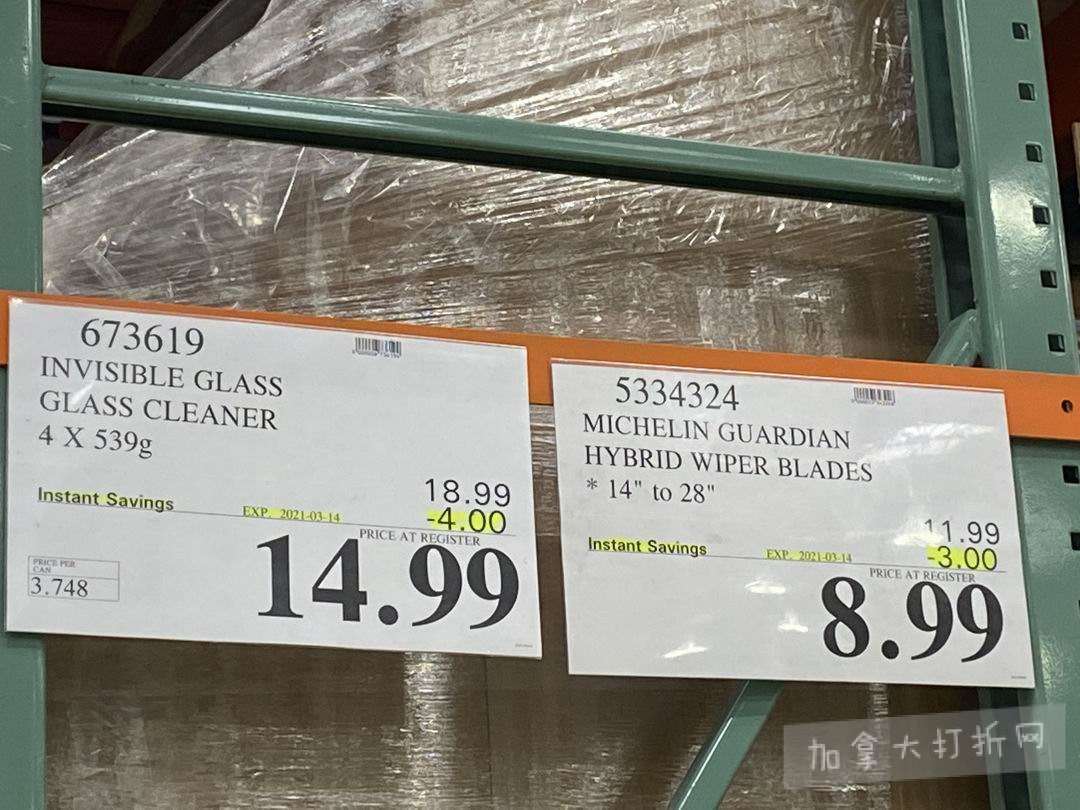 673619
INVISIBLE GLASS
GLASS CLEANER
4 X 539g
18.99
Instant Savings EXP. 2021-03-14 -4.00
PRICE AT REGISTER
14.99
PRICE PER
CAN
3.748
5334324
MICHELIN GUARDIAN
HYBRID WIPER BLADES
* 14" to 28"
11.99
Instant Savings EXP. 2021-03-14 -3.00
PRICE AT REGISTER
8.99
加拿大打折网